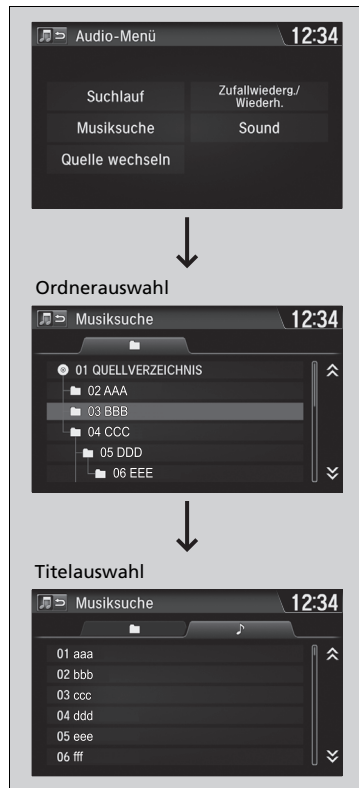 Audio-Menü 12:34
Suchlauf
Zufallwiederg./
Wiederh.
Musiksuche
Sound
Quelle wechseln
Ordnerauswahl
Musiksuche 12:34
01 QUELLVERZEICHNIS
02 AAA
03 BBB
04 CCC
05 DDD
06 EEE
Titelauswahl
Musiksuche 12:34
01 aaa
02 bbb
03 ccc
04 ddd
05 eee
06 fff